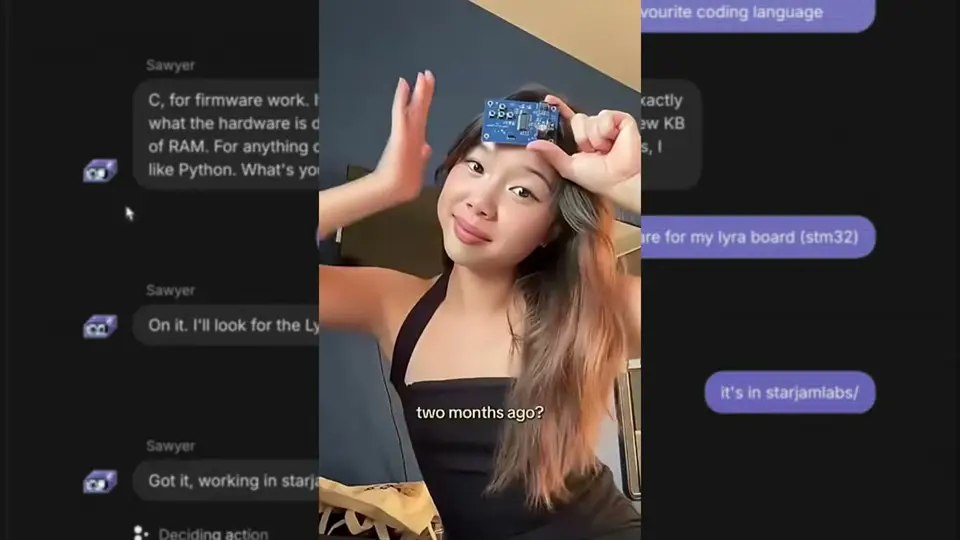 vourite coding language
Sawyer
C, for firmware work. I
what the hardware is d
of RAM. For anything
like Python. What's you
xactly
ew KB
s, I
re for my lyra board (stm32)
Sawyer
On it. I'll look for the Ly
it's in starjamlabs/
two months ago?
Sawyer
Got it, working in starja
Deciding action